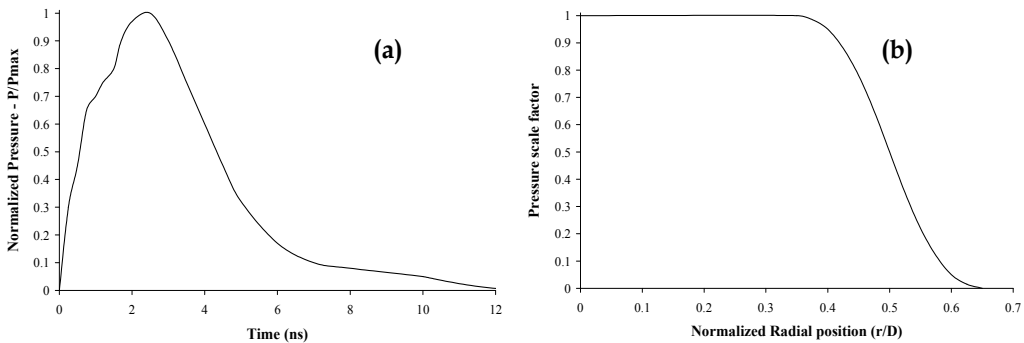 (a)
Normalized Pressure - P/Pmax
1
0.9
0.8
0.7
0.6
0.5
0.4
0.3
0.2
0.1
0
0 2 4 6 8 10 12
Time (ns)
(b)
Pressure scale factor
1
0.9
0.8
0.7
0.6
0.5
0.4
0.3
0.2
0.1
0
0 0.1 0.2 0.3 0.4 0.5 0.6 0.7
Normalized Radial position (r/D)